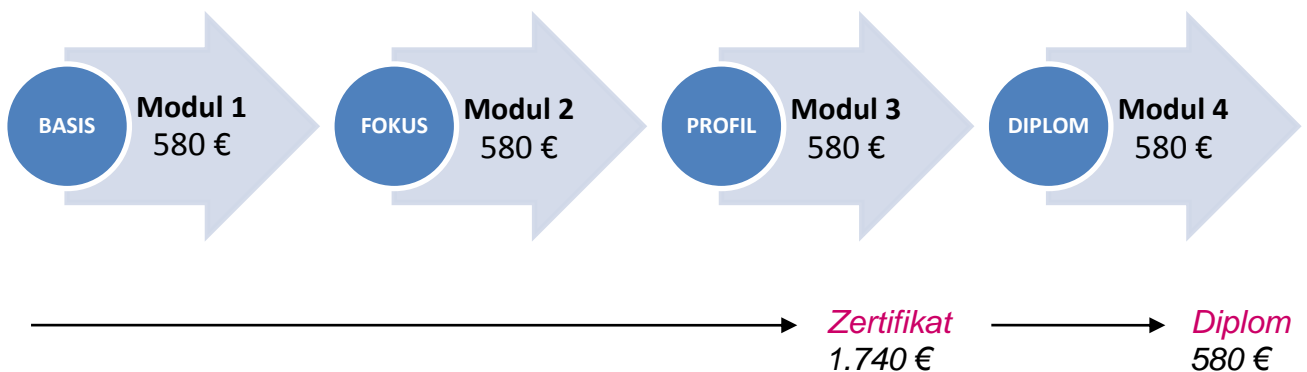 BASIS
Modul 1
580 €
FOKUS
Modul 2
580 €
PROFIL
Modul 3
580 €
DIPLOM
Modul 4
580 €
Zertifikat
1.740 €
Diplom
580 €